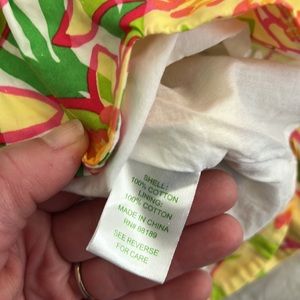 SHELL:
100% COTTON
LINING:
100% COTTON
MADE IN CHINA
RN# 98189
SEE REVERSE
FOR CARE